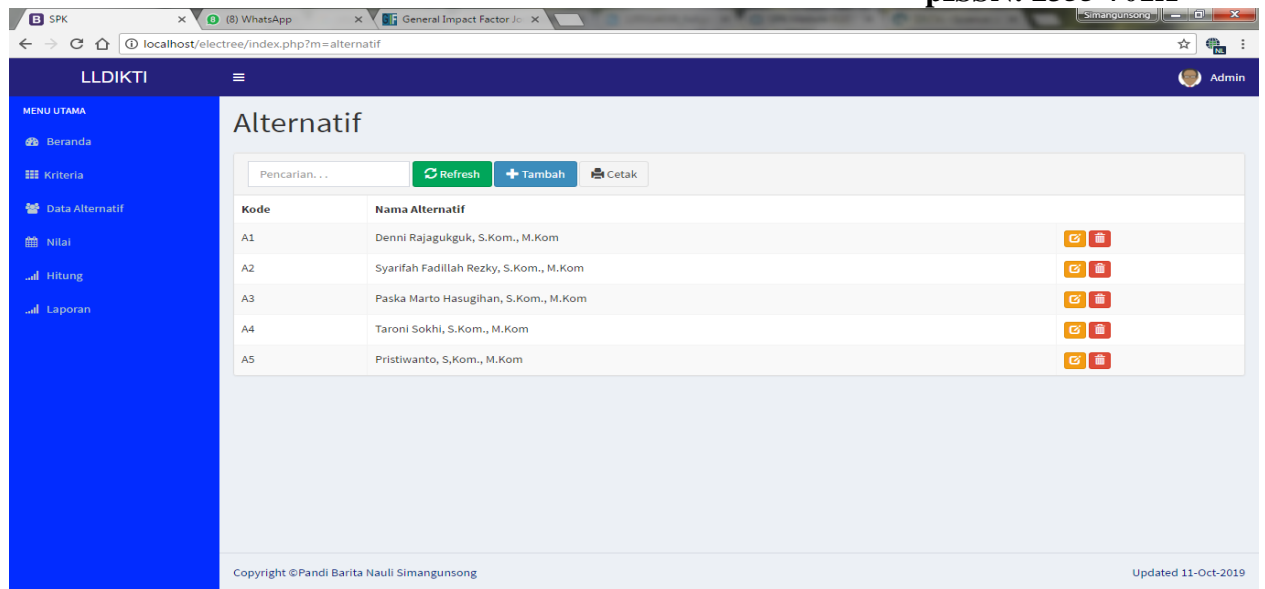 SPK
(8) WhatsApp
General Impact Factor Jo
Simangunsong
localhost/electree/index.php?m=alternatif
NL
LLDIKTI
Admin
MENU UTAMA
Beranda
Kriteria
Data Alternatif
Nilai
Hitung
Laporan
Alternatif
Pencarian. . .
Refresh
Tambah
Cetak
Kode Nama Alternatif
A1 Denni Rajagukguk, S.Kom., M.Kom
A2 Syarifah Fadillah Rezky, S.Kom., M.Kom
A3 Paska Marto Hasugihan, S.Kom., M.Kom
A4 Taroni Sokhi, S.Kom., M.Kom
A5 Pristiwanto, S,Kom., M.Kom
Copyright ©Pandi Barita Nauli Simangunsong
Updated 11-Oct-2019